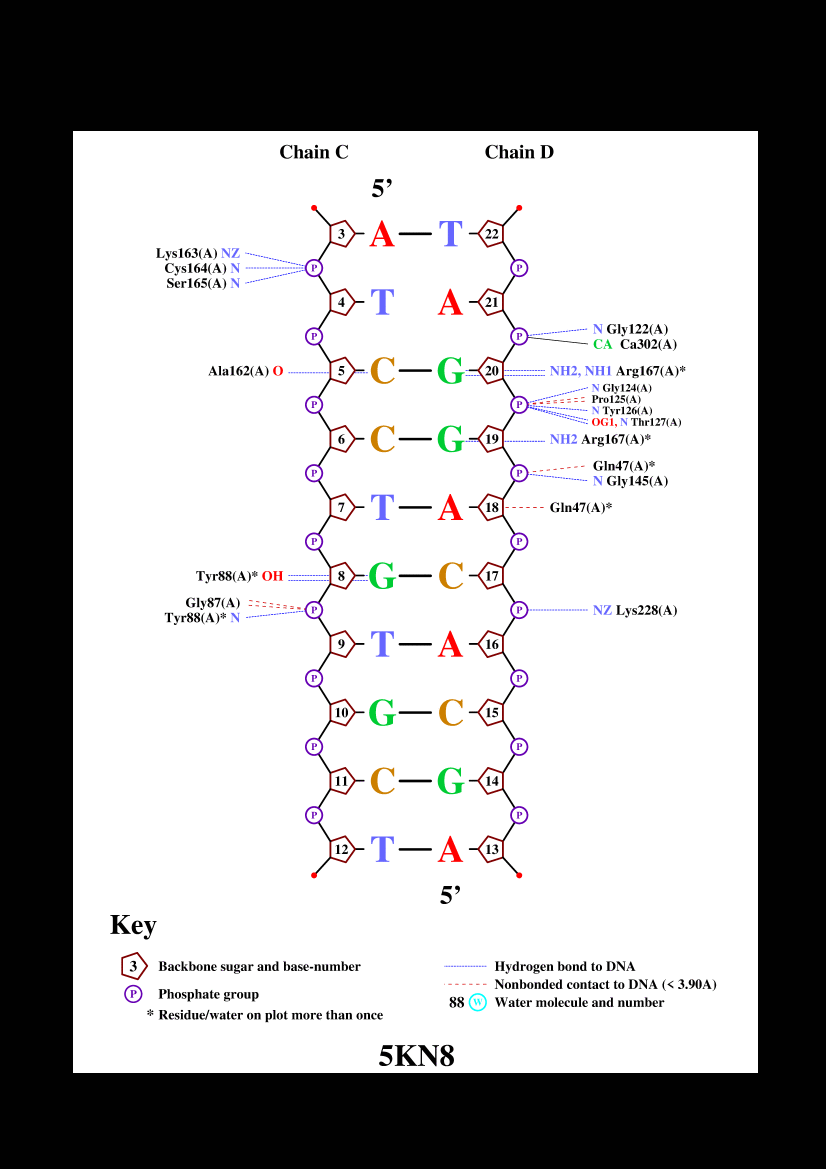 Chain C Chain D
5’
3 A T 22
Lys163(A) NZ
Cys164(A) N P P
Ser165(A) N
4 T A 21
N Gly122(A)
P P
CA Ca302(A)
Ala162(A) O 5 C G 20 NH2, NH1 Arg167(A)*
N Gly124(A)
Pro125(A)
P P
N Tyr126(A)
OG1, N Thr127(A)
6 C G 19 NH2 Arg167(A)*
Gln47(A)*
P P
N Gly145(A)
7 T A 18 Gln47(A)*
P P
Tyr88(A)* OH 8 G C 17
Gly87(A)
P P NZ Lys228(A)
Tyr88(A)* N
9 T A 16
P P
10 G C 15
P P
11 C G 14
P P
12 T A 13
5’
Key
3 Backbone sugar and base-number
P Phosphate group
* Residue/water on plot more than once
Hydrogen bond to DNA
Nonbonded contact to DNA (< 3.90A)
88 W Water molecule and number
5KN8